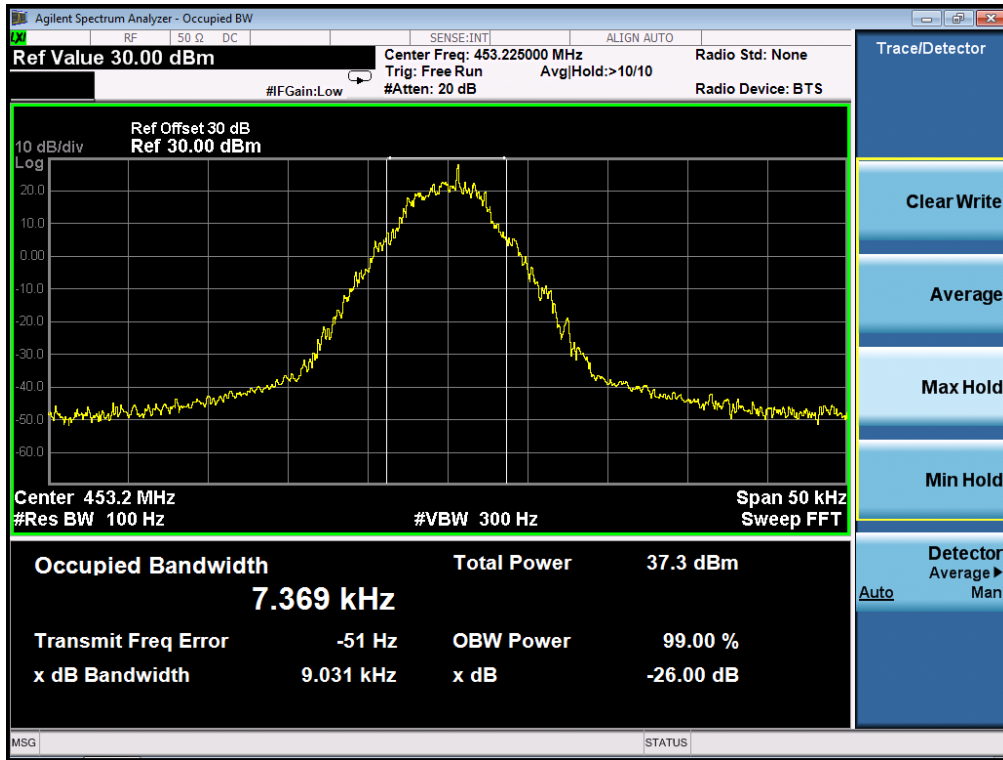 Agilent Spectrum Analyzer - Occupied BW
LXI RF 50 Ω DC SENSE:INT ALIGN AUTO
Ref Value 30.00 dBm
Center Freq: 453.225000 MHz
Radio Std: None
Trig: Free Run Avg|Hold:>10/10
#IFGain:Low
#Atten: 20 dB
Radio Device: BTS
Ref Offset 30 dB
10 dB/div Ref 30.00 dBm
Log
20.0
10.0
0.00
-10.0
-20.0
-30.0
-40.0
-50.0
-60.0
Center 453.2 MHz
Span 50 kHz
#Res BW 100 Hz
#VBW 300 Hz
Sweep FFT
Occupied Bandwidth
Total Power 37.3 dBm
7.369 kHz
Transmit Freq Error -51 Hz
OBW Power 99.00 %
x dB Bandwidth 9.031 kHz
x dB -26.00 dB
MSG
STATUS
Trace/Detector
Clear Write
Average
Max Hold
Min Hold
Detector
Average
Auto Man